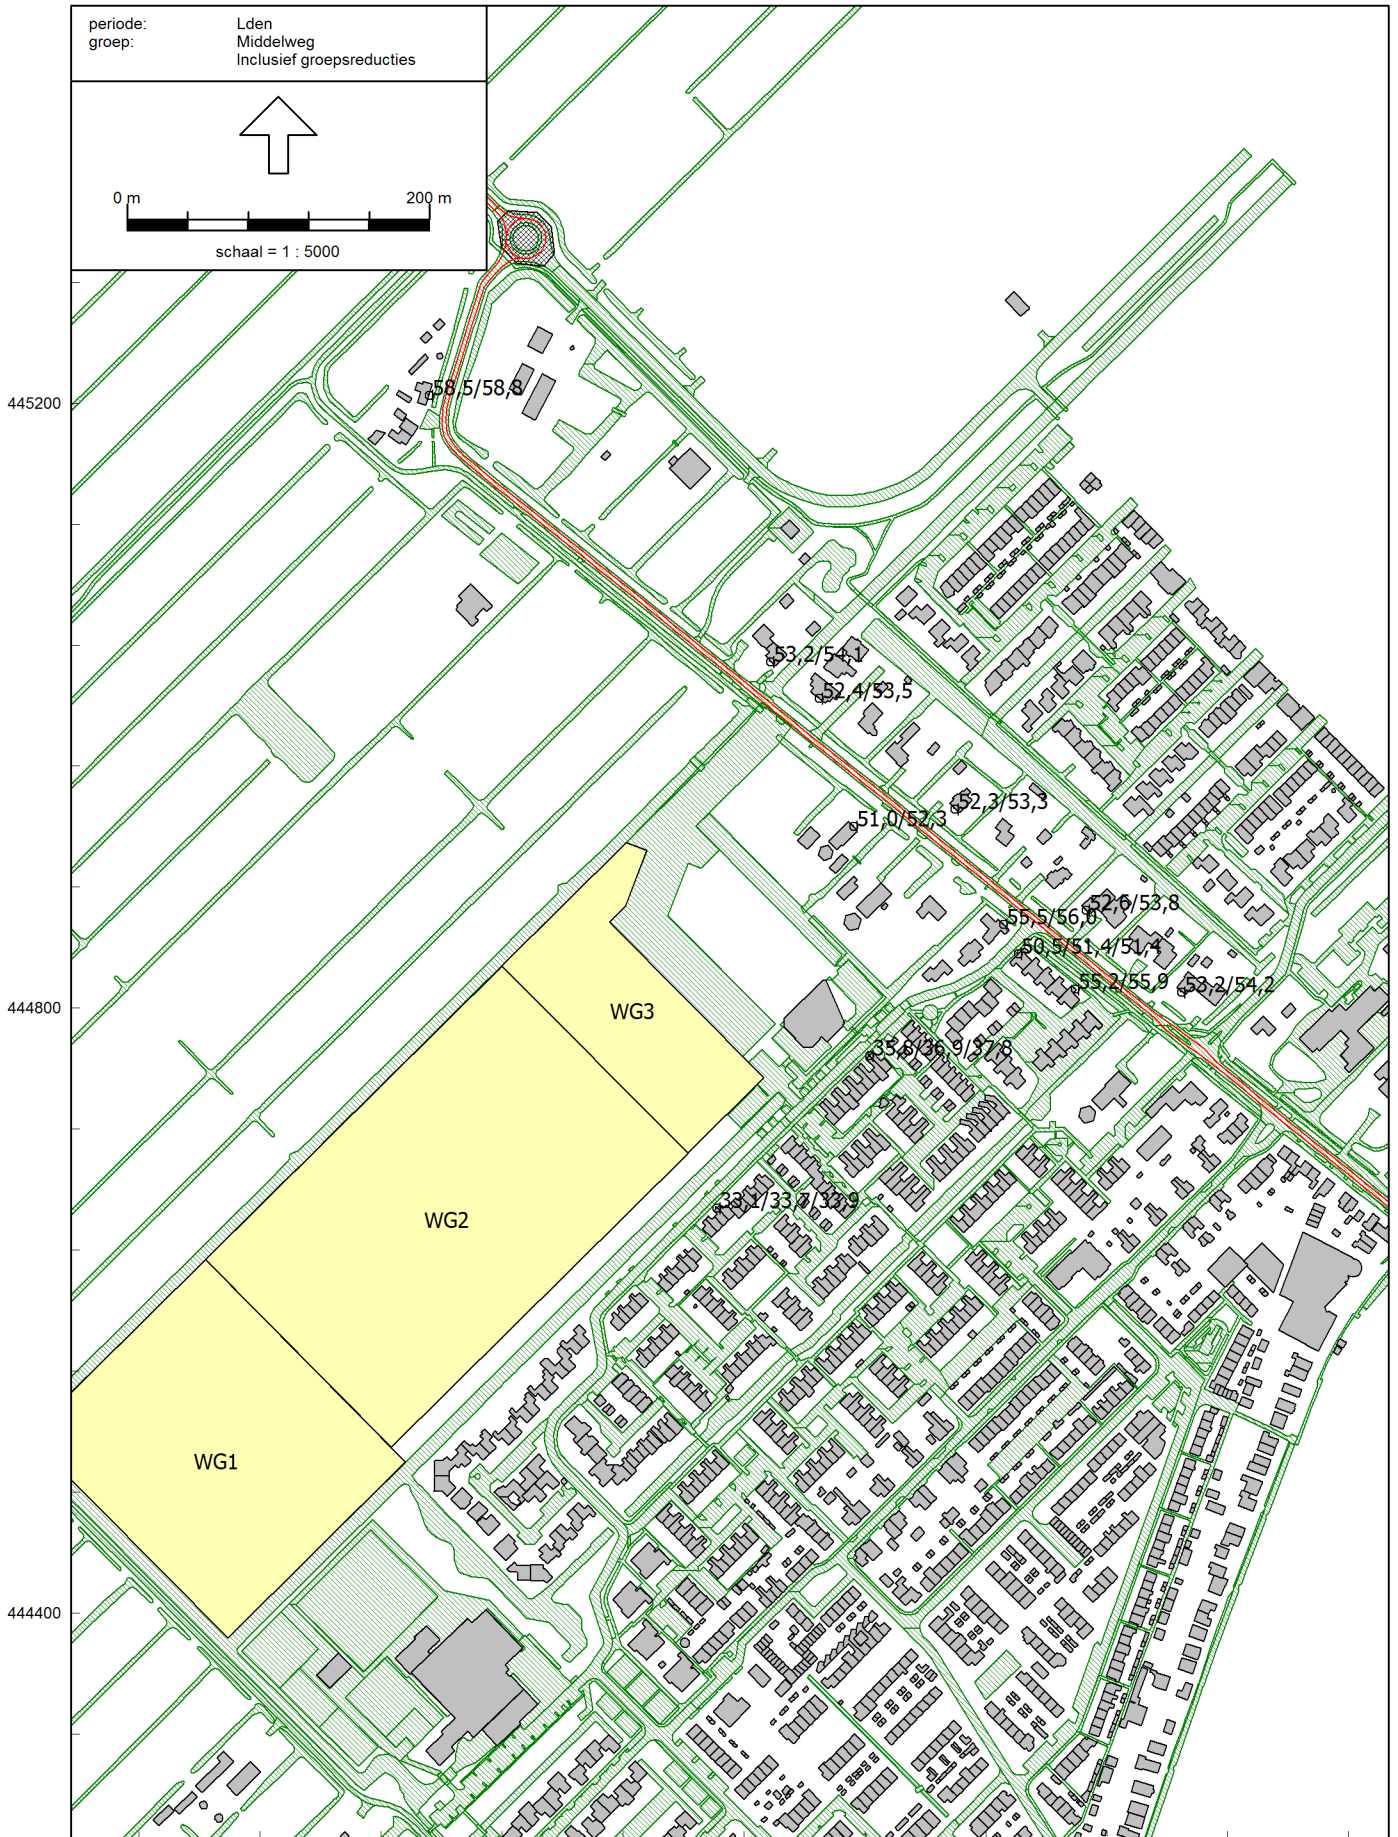 periode: Lden
groep: Middelweg
Inclusief groepsreducties
0 m 200 m
schaal = 1 : 5000
58,5/58,8
445200
53,2/54,1
52,4/53,5
52,3/53,3
51,0/52,3
52,6/53,8
55,5/56,0
50,5/51,4/51,4
55,2/55,9
53,2/54,2
444800
WG3
35,8/36,9/37,8
33,1/33,7/33,9
WG2
WG1
444400